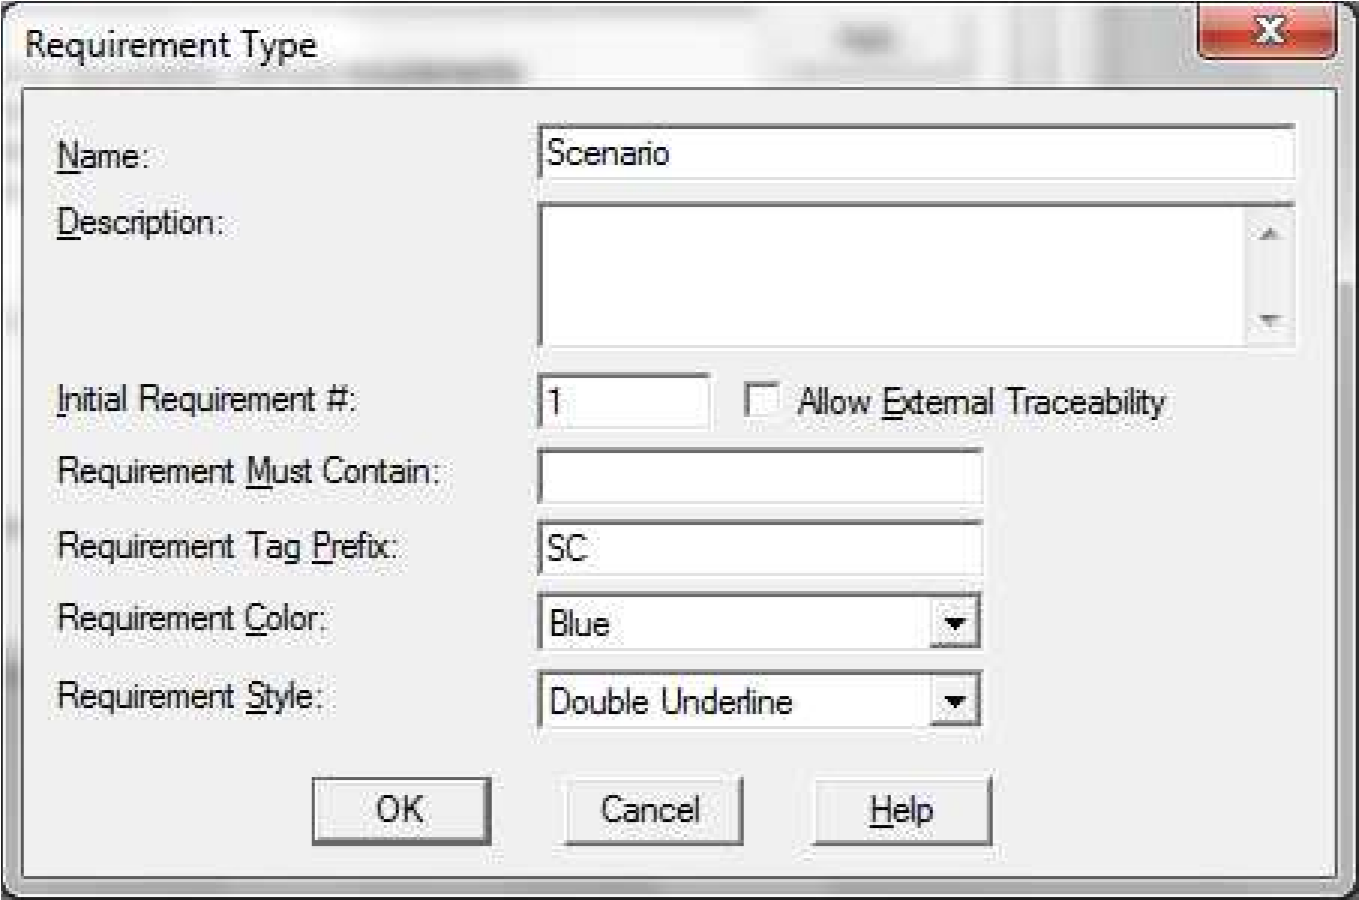 Requirement Type
Name: Scenario
Description:
Initial Requirement #: 1 Allow External Traceability
Requirement Must Contain:
Requirement Tag Prefix: SC
Requirement Color: Blue
Requirement Style: Double Underline
OK Cancel Help